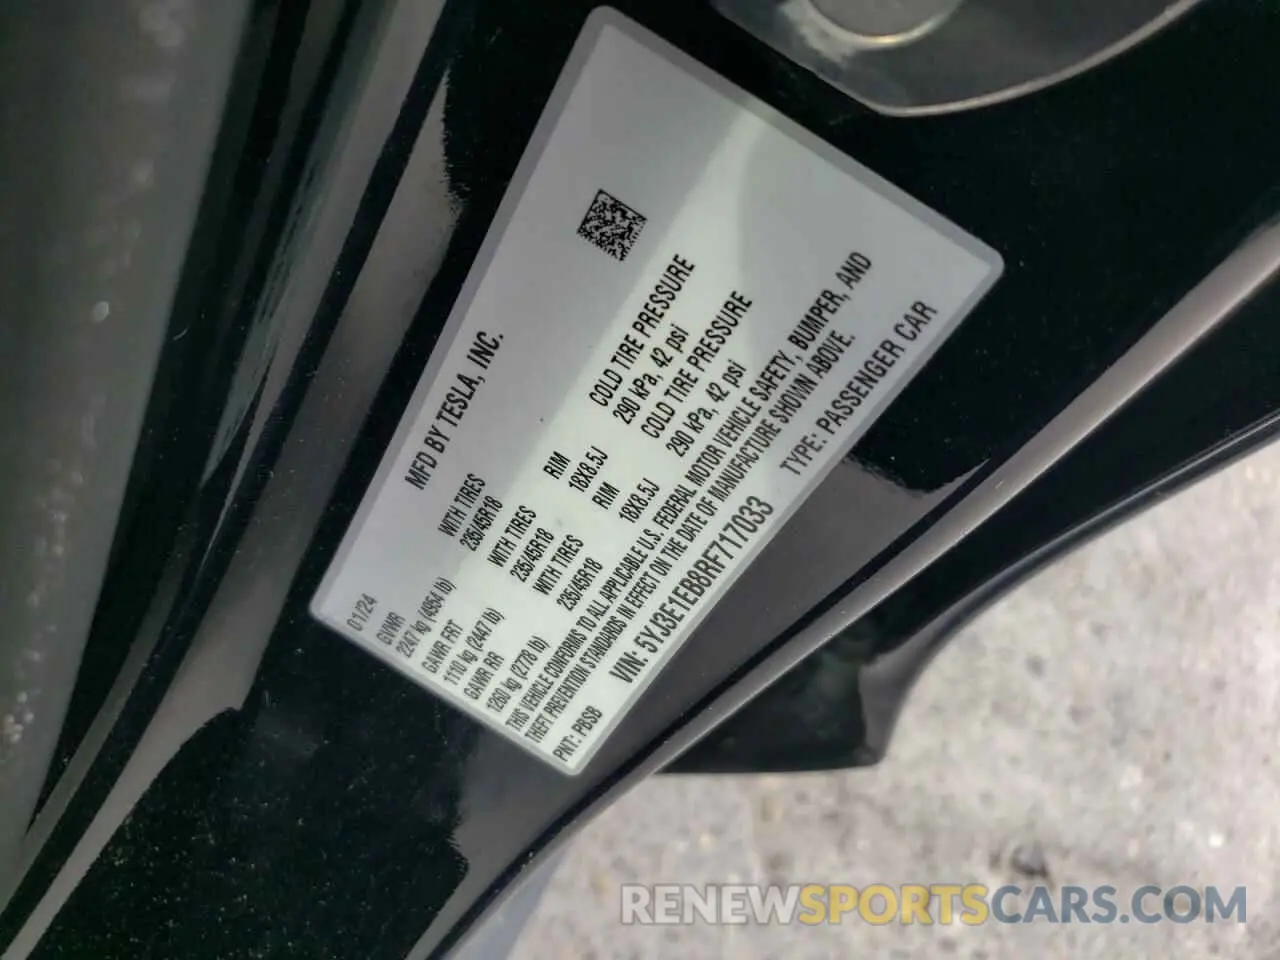 MFD BY TESLA, INC.
01/24
GVWR
2247 kg (4954 lb)
GAWR FRT WITH TIRES RIM COLD TIRE PRESSURE
1110 kg (2447 lb) 235/45R18 18X8.5J 290 kPa, 42 psi
GAWR RR WITH TIRES RIM COLD TIRE PRESSURE
1260 kg (2778 lb) 235/45R18 18X8.5J 290 kPa, 42 psi
WITH TIRES
235/45R18
THIS VEHICLE CONFORMS TO ALL APPLICABLE U.S. FEDERAL MOTOR VEHICLE SAFETY, BUMPER, AND
THEFT PREVENTION STANDARDS IN EFFECT ON THE DATE OF MANUFACTURE SHOWN ABOVE.
PNT: PBSB VIN: 5YJ3E1EB8RF717033 TYPE: PASSENGER CAR
RENEWSPORTSCARS.COM